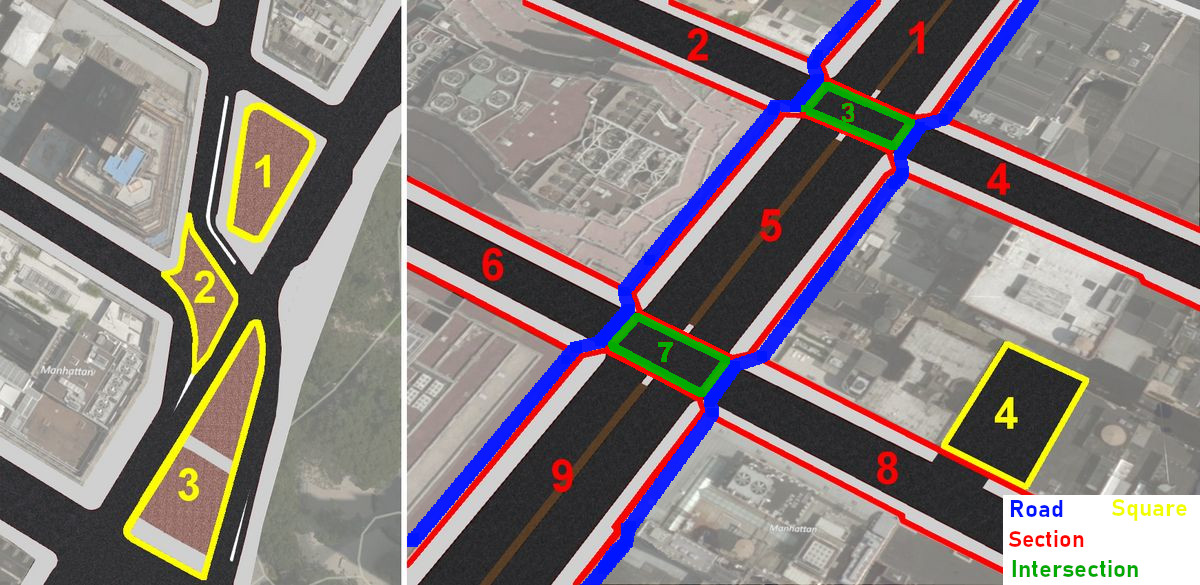 1
2
3
Manhattan
1
2
3
4
5
6
7
8
9
4
Manhattan
Road Square
Section
Intersection